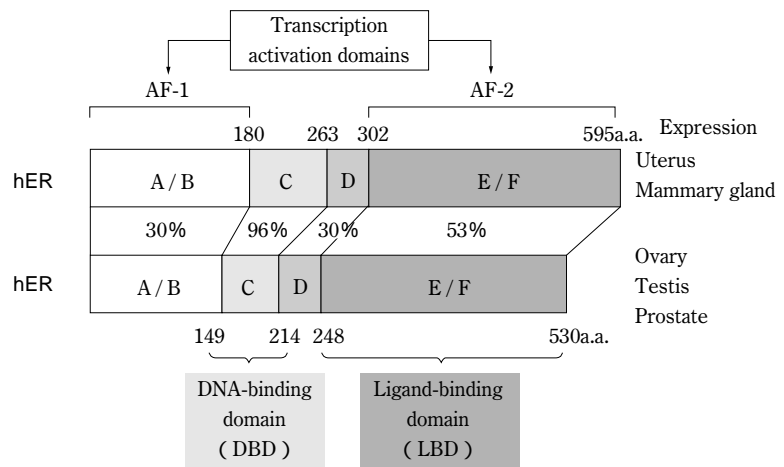 Transcription
activation domains
AF-1 AF-2
180 263 302 595a.a. Expression
hER A / B C D E / F Uterus
Mammary gland
30% 96% 30% 53%
hER A / B C D E / F Ovary
Testis
Prostate
149 214 248 530a.a.
DNA-binding
domain
( DBD )
Ligand-binding
domain
( LBD )